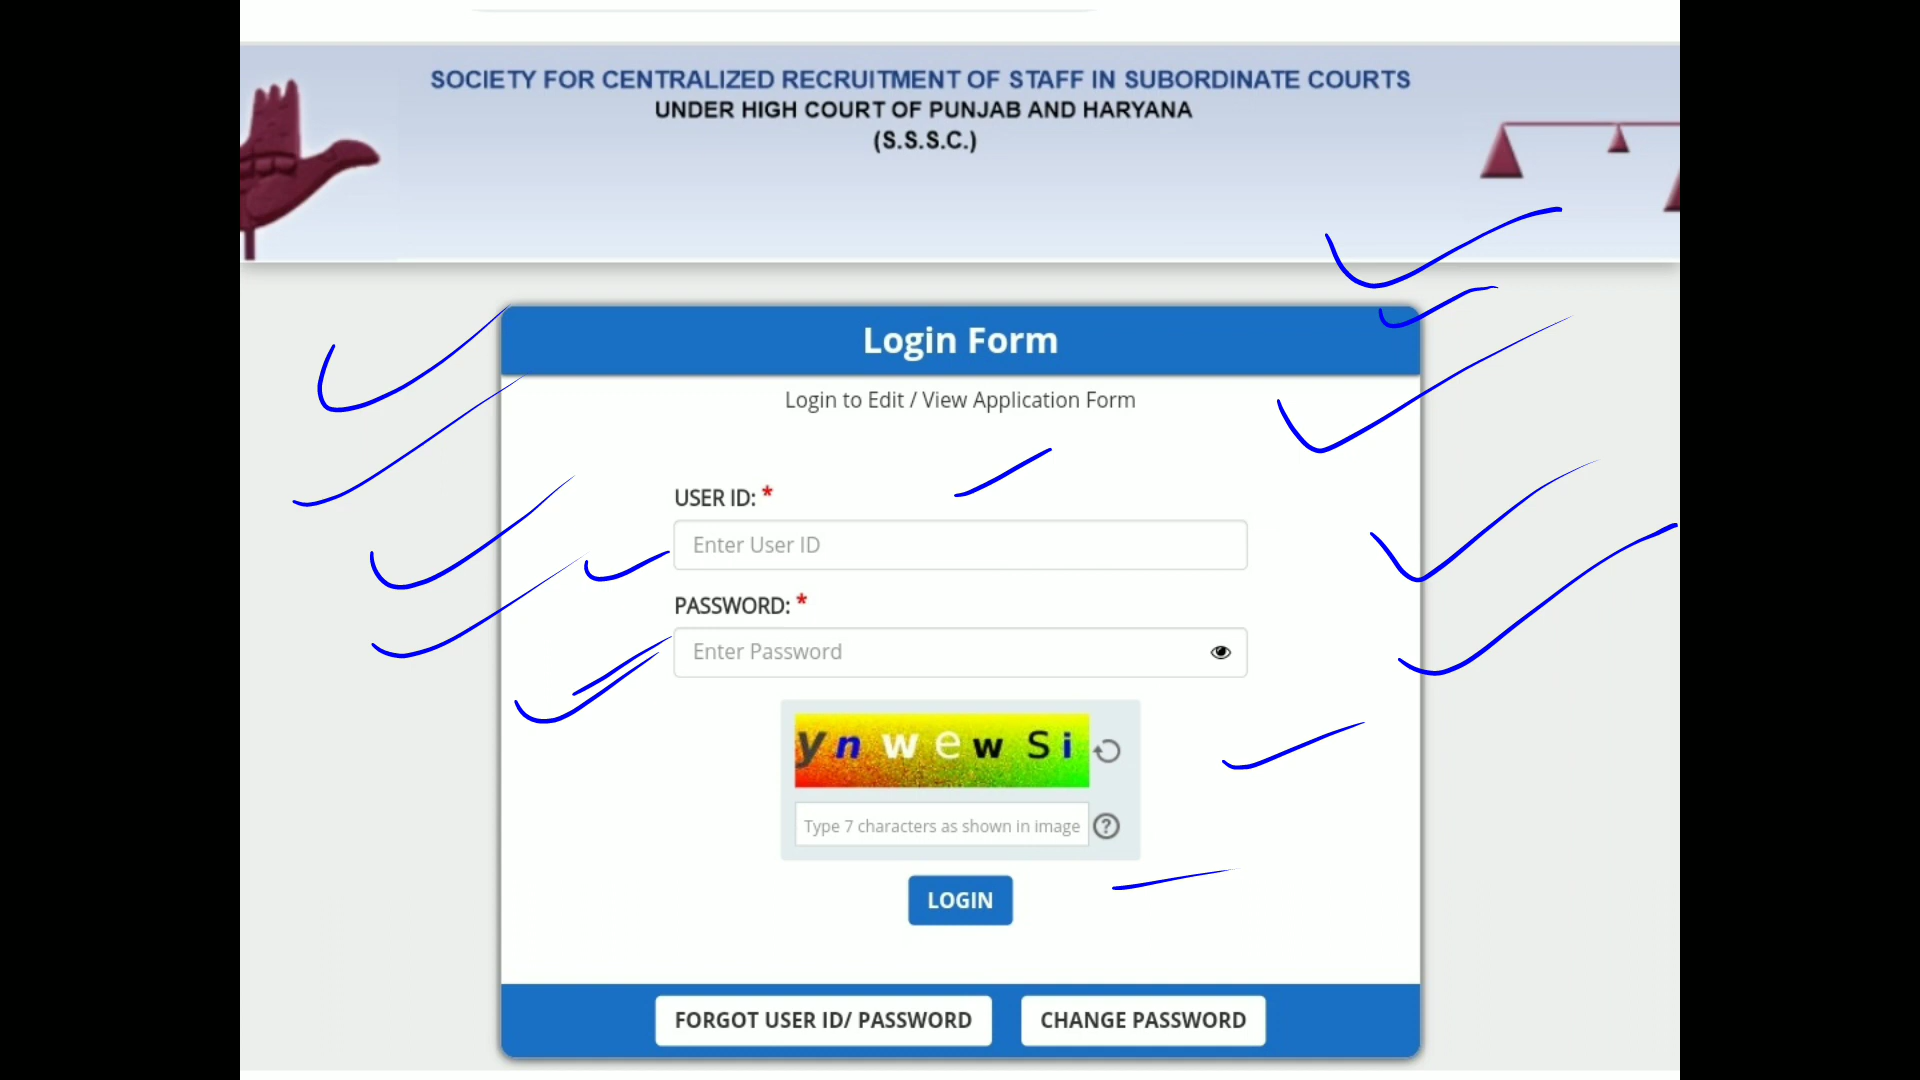 SOCIETY FOR CENTRALIZED RECRUITMENT OF STAFF IN SUBORDINATE COURTS
UNDER HIGH COURT OF PUNJAB AND HARYANA
(S.S.S.C.)
Login Form
Login to Edit / View Application Form
USER ID: *
Enter User ID
PASSWORD: *
Enter Password
y n w e w S i
Type 7 characters as shown in image
LOGIN
FORGOT USER ID/ PASSWORD
CHANGE PASSWORD